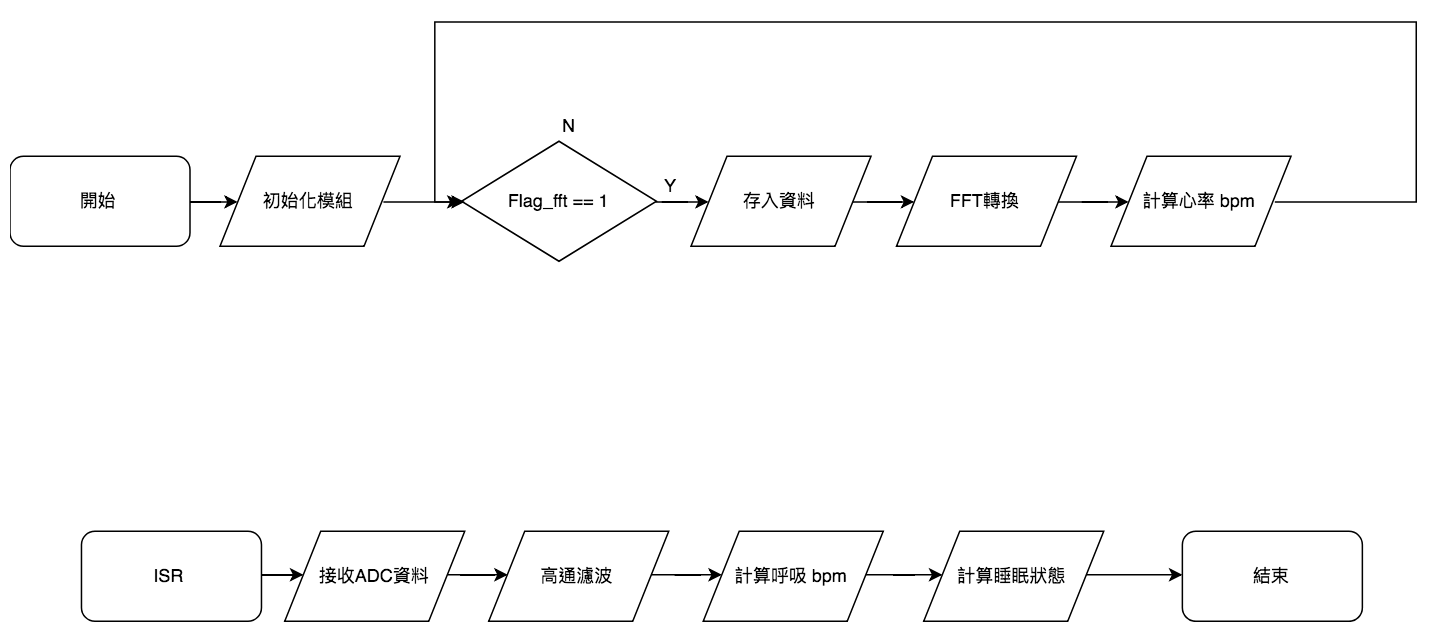 N
開始
初始化模組
Flag_fft == 1
Y
存入資料
FFT轉換
計算心率 bpm
ISR
接收ADC資料
高通濾波
計算呼吸 bpm
計算睡眠狀態
結束